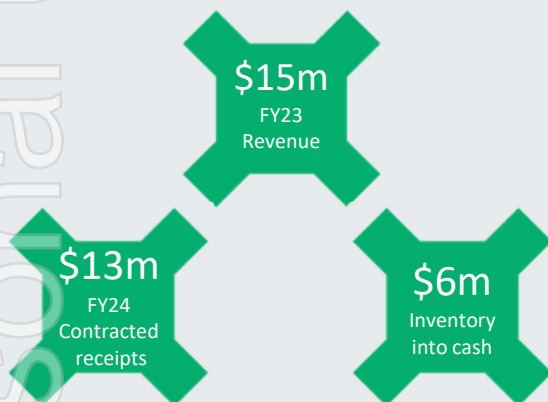 $15m
FY23
Revenue
$13m
FY24
Contracted
receipts
$6m
Inventory
into cash